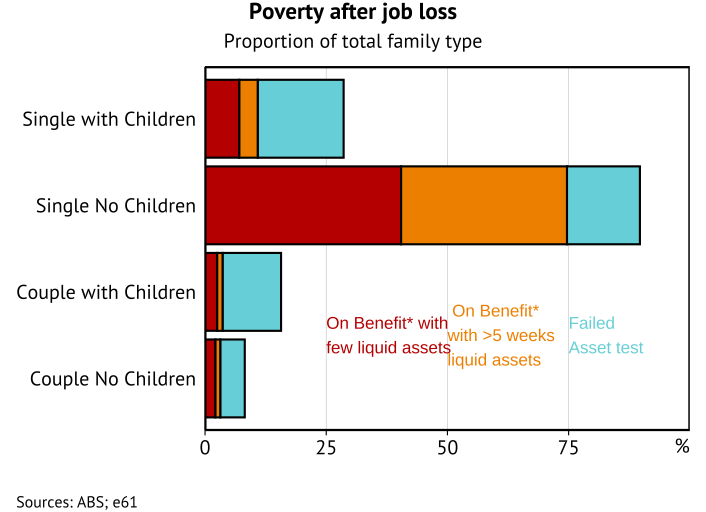 Poverty after job loss
Proportion of total family type
Single with Children
Single No Children
Couple with Children
Couple No Children
On Benefit* with
few liquid assets
On Benefit*
with >5 weeks
liquid assets
Failed
Asset test
0
25
50
75
%
Sources: ABS; e61